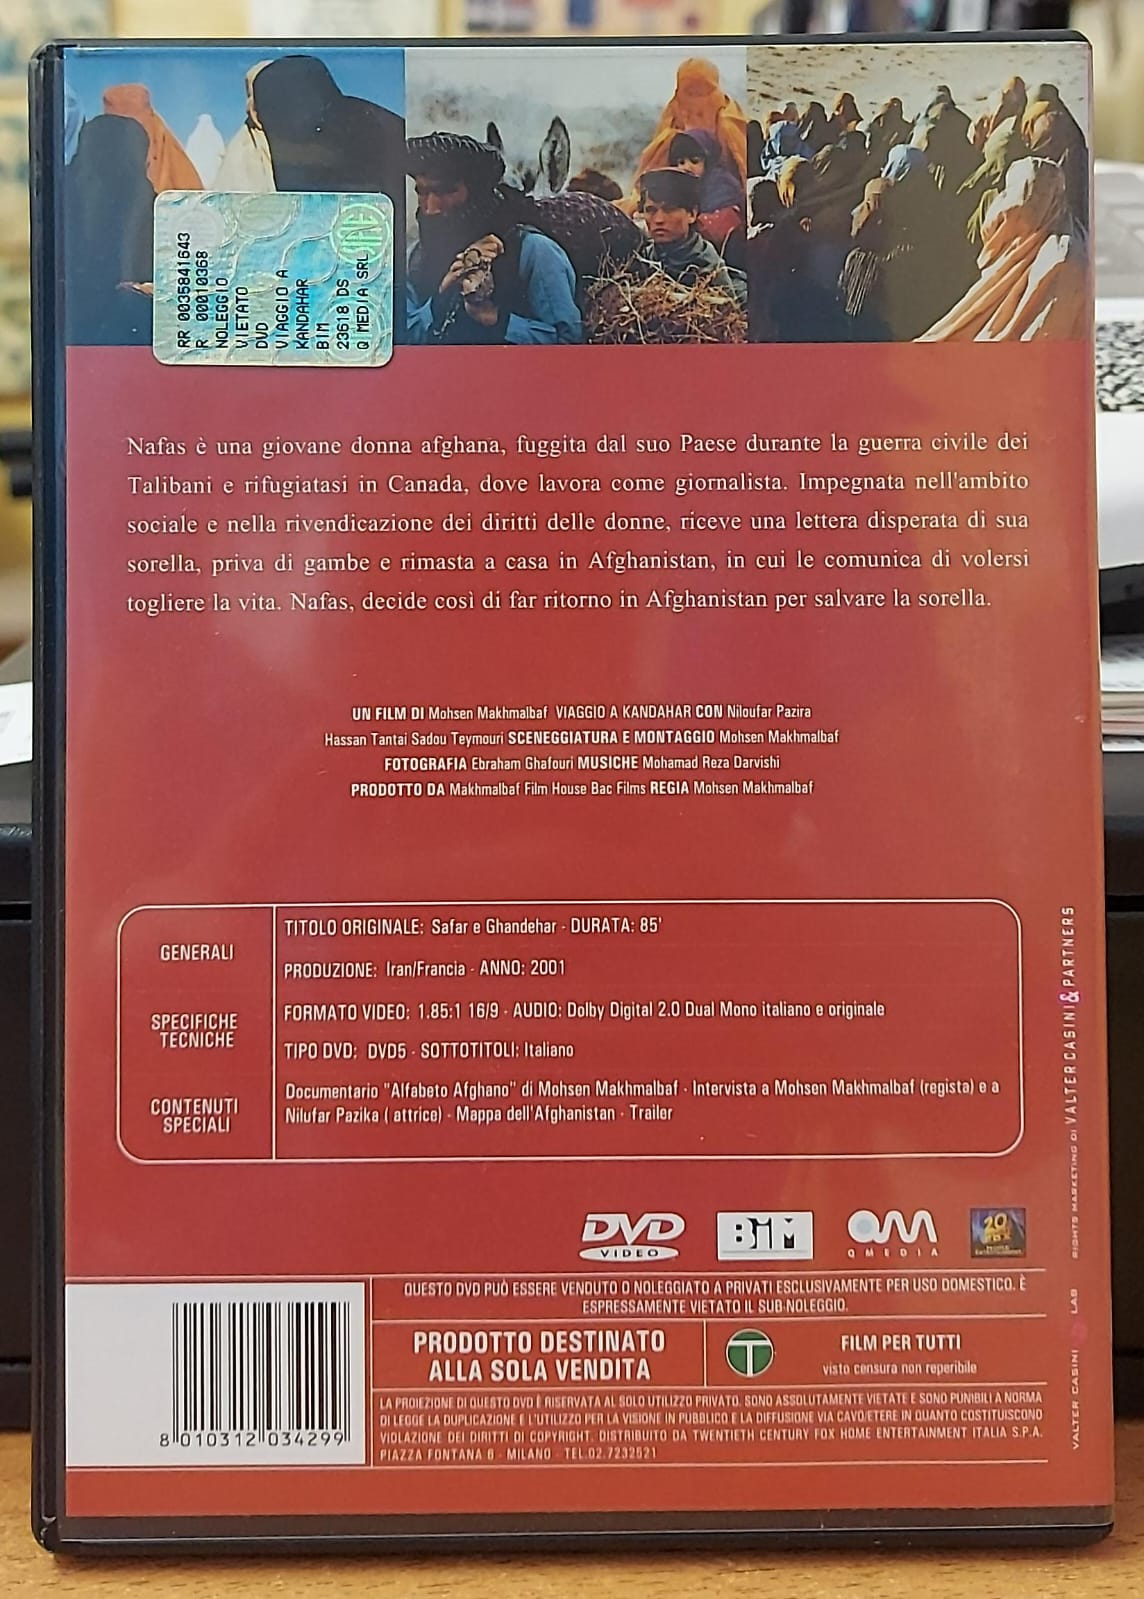 RR 0035841643
R 00010368
NOLEGGIO
VIETATO
DVD
VIAGGIO A
KANDAHAR
BIM
23618 DS
Q MEDIA SRL
SIAE
Nafas è una giovane donna afghana, fuggita dal suo Paese durante la guerra civile dei
Talibani e rifugiatasi in Canada, dove lavora come giornalista. Impegnata nell'ambito
sociale e nella rivendicazione dei diritti delle donne, riceve una lettera disperata di sua
sorella, priva di gambe e rimasta a casa in Afghanistan, in cui le comunica di volersi
togliere la vita. Nafas, decide così di far ritorno in Afghanistan per salvare la sorella.
UN FILM DI Mohsen Makhmalbaf VIAGGIO A KANDAHAR CON Niloufar Pazira
Hassan Tantai Sadou Teymouri SCENEGGIATURA E MONTAGGIO Mohsen Makhmalbaf
FOTOGRAFIA Ebraham Ghafouri MUSICHE Mohamad Reza Darvishi
PRODOTTO DA Makhmalbaf Film House Bac Films REGIA Mohsen Makhmalbaf
GENERALI
TITOLO ORIGINALE: Safar e Ghandehar - DURATA: 85'
PRODUZIONE: Iran/Francia - ANNO: 2001
SPECIFICHE
TECNICHE
FORMATO VIDEO: 1.85:1 16/9 - AUDIO: Dolby Digital 2.0 Dual Mono italiano e originale
TIPO DVD: DVD5 - SOTTOTITOLI: Italiano
CONTENUTI
SPECIALI
Documentario "Alfabeto Afghano" di Mohsen Makhmalbaf - Intervista a Mohsen Makhmalbaf (regista) e a
Nilufar Pazika ( attrice) - Mappa dell'Afghanistan - Trailer
DVD
VIDEO
BiM
QM
QMEDIA
20
FOX
QUESTO DVD PUÒ ESSERE VENDUTO O NOLEGGIATO A PRIVATI ESCLUSIVAMENTE PER USO DOMESTICO. È
ESPRESSAMENTE VIETATO IL SUB-NOLEGGIO.
PRODOTTO DESTINATO
ALLA SOLA VENDITA
T
FILM PER TUTTI
visto censura non reperibile
LA PROIEZIONE DI QUESTO DVD È RISERVATA AL SOLO UTILIZZO PRIVATO. SONO ASSOLUTAMENTE VIETATE E SONO PUNIBILI A NORMA
DI LEGGE LA DUPLICAZIONE E L'UTILIZZO PER LA VISIONE IN PUBBLICO E LA DIFFUSIONE VIA CAVO/ETERE IN QUANTO COSTITUISCONO
VIOLAZIONE DEI DIRITTI DI COPYRIGHT. DISTRIBUITO DA TWENTIETH CENTURY FOX HOME ENTERTAINMENT ITALIA S.P.A.
PIAZZA FONTANA 6 - MILANO - TEL.02.7232521
8 010312 034299
RIGHTS MARKETING DI VALTER CASINI & PARTNERS
VALTER CASINI LAB